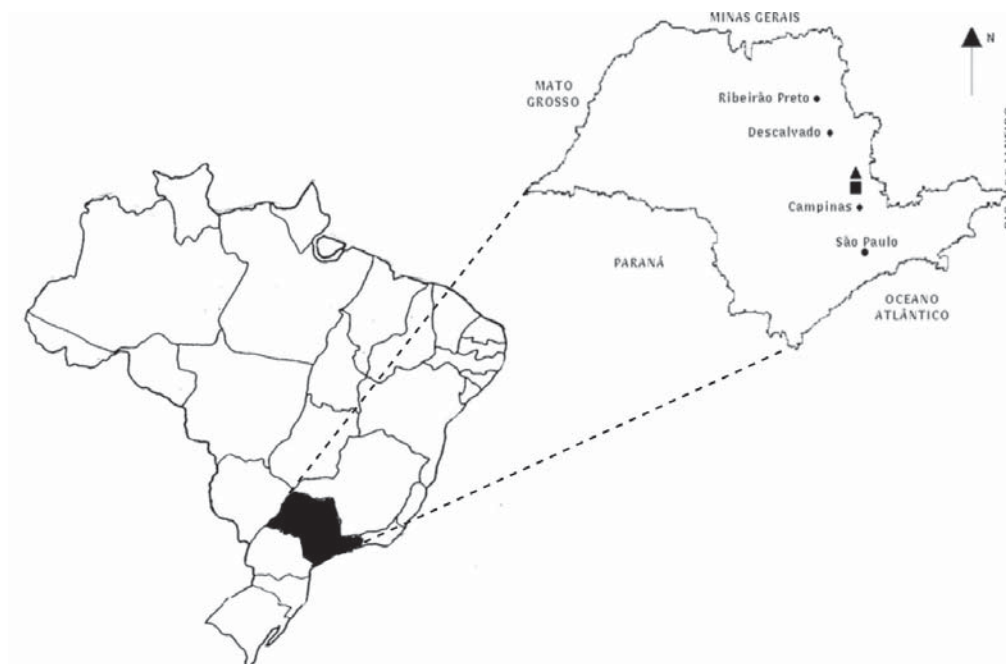 MINAS GERAIS
N
MATO
GROSSO
Ribeirão Preto
Descalvado
Campinas
São Paulo
PARANÁ
OCEANO
ATLÂNTICO